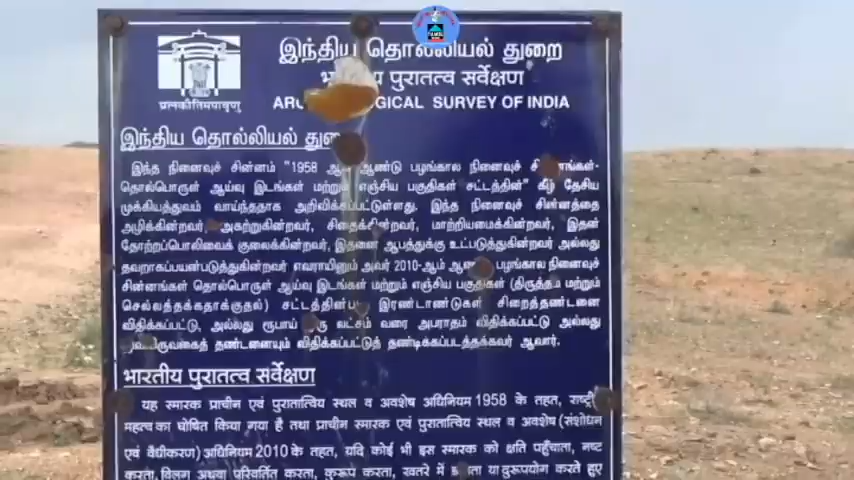 இந்திய தொல்லியல் துறை
भारतीय पुरातत्व सर्वेक्षण
प्रत्नकीर्तिमपावृणु
ARCHAEOLOGICAL SURVEY OF INDIA
இந்திய தொல்லியல் துறை
இந்த நினைவுச் சின்னம் "1958 ஆம் ஆண்டு பழங்கால நினைவுச் சின்னங்கள்-
தொல்பொருள் ஆய்வு இடங்கள் மற்றும் எஞ்சிய பகுதிகள் சட்டத்தின்" கீழ் தேசிய
முக்கியத்துவம் வாய்ந்ததாக அறிவிக்கப்பட்டுள்ளது. இந்த நினைவுச் சின்னத்தை
அழிக்கின்றவர், அகற்றுகின்றவர், சிதைக்கின்றவர், மாற்றியமைக்கின்றவர், இதன்
தோற்றப்பொலிவைக் குலைக்கின்றவர், இதனை ஆபத்துக்கு உட்படுத்துகின்றவர் அல்லது
தவறாகப்பயன்படுத்துகின்றவர் எவராயினும் அவர் 2010-ஆம் ஆண்டு பழங்கால நினைவுச்
சின்னங்கள் தொல்பொருள் ஆய்வு இடங்கள் மற்றும் எஞ்சிய பகுதிகள் (திருத்தம் மற்றும்
செல்லத்தக்கதாக்குதல்) சட்டத்தின்படி இரண்டாண்டுகள் சிறைத்தண்டனை
விதிக்கப்பட்டு, அல்லது ரூபாய் ஒரு லட்சம் வரை அபராதம் விதிக்கப்பட்டு அல்லது
இவ்விருவகைத் தண்டனையும் விதிக்கப்பட்டுத் தண்டிக்கப்படத்தக்கவர் ஆவார்.
भारतीय पुरातत्व सर्वेक्षण
यह स्मारक प्राचीन एवं पुरातात्विय स्थल व अवशेष अधिनियम 1958 के तहत, राष्ट्रीय
महत्व का घोषित किया गया है तथा प्राचीन स्मारक एवं पुरातात्विय स्थल व अवशेष (संशोधन
एवं वैधीकरण) अधिनियम 2010 के तहत, यदि कोई भी इस स्मारक को क्षति पहुँचाता, नष्ट
करता, विलग अथवा परिवर्तित करता, कुरूप करता, खतरे में या दुरूपयोग करते हुए